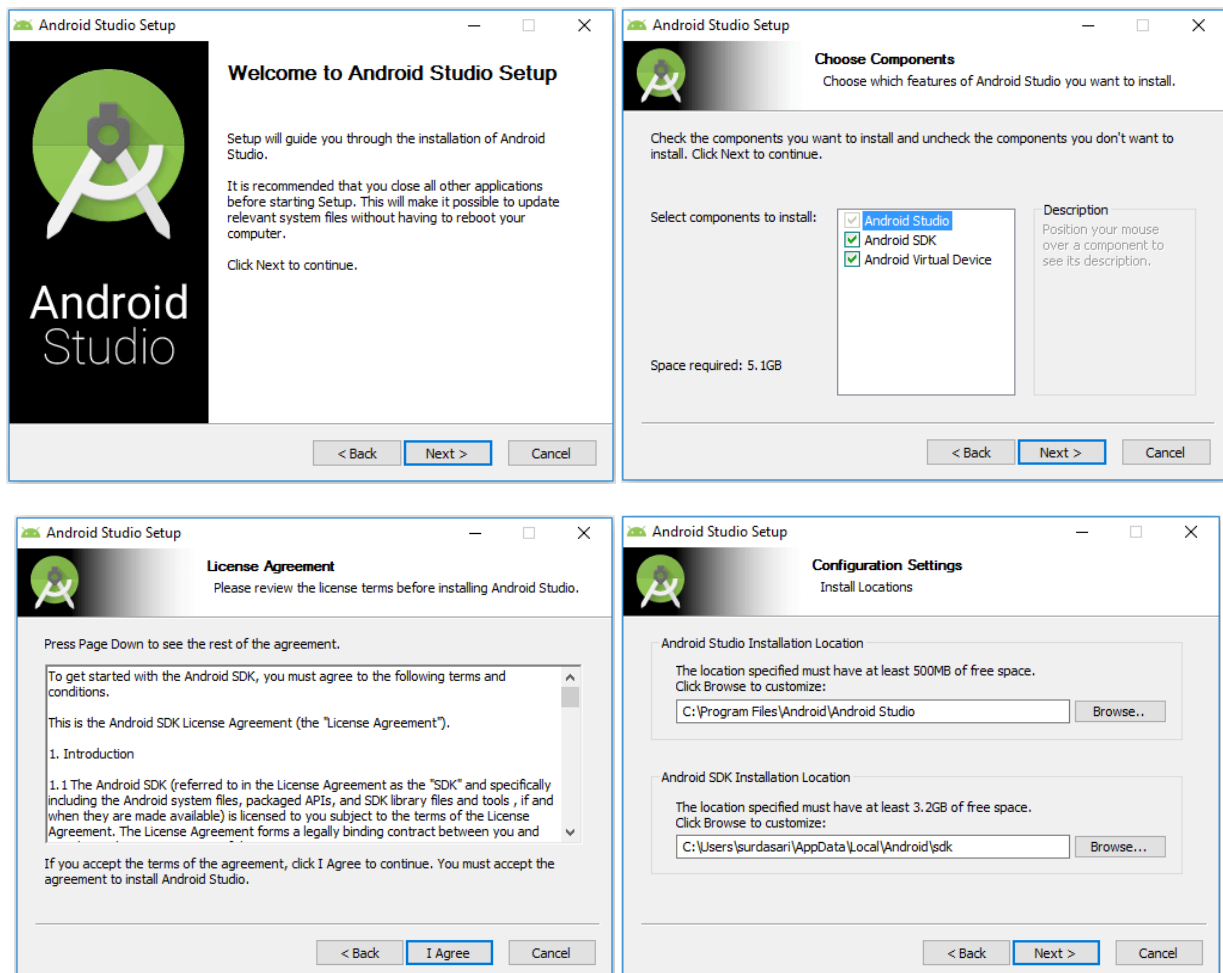 Android Studio Setup
Welcome to Android Studio Setup
Setup will guide you through the installation of Android
Studio.
It is recommended that you close all other applications
before starting Setup. This will make it possible to update
relevant system files without having to reboot your
computer.
Click Next to continue.
Android
Studio
< Back
Next >
Cancel
Android Studio Setup
Choose Components
Choose which features of Android Studio you want to install.
Check the components you want to install and uncheck the components you don't want to
install. Click Next to continue.
Select components to install:
Android Studio
Android SDK
Android Virtual Device
Description
Position your mouse
over a component to
see its description.
Space required: 5.1GB
< Back
Next >
Cancel
Android Studio Setup
License Agreement
Please review the license terms before installing Android Studio.
Press Page Down to see the rest of the agreement.
To get started with the Android SDK, you must agree to the following terms and
conditions.
This is the Android SDK License Agreement (the "License Agreement").
1. Introduction
1.1 The Android SDK (referred to in the License Agreement as the "SDK" and specifically
including the Android system files, packaged APIs, and SDK library files and tools , if and
when they are made available) is licensed to you subject to the terms of the License
Agreement. The License Agreement forms a legally binding contract between you and
If you accept the terms of the agreement, click I Agree to continue. You must accept the
agreement to install Android Studio.
< Back
I Agree
Cancel
Android Studio Setup
Configuration Settings
Install Locations
Android Studio Installation Location
The location specified must have at least 500MB of free space.
Click Browse to customize:
C:\Program Files\Android\Android Studio
Browse..
Android SDK Installation Location
The location specified must have at least 3.2GB of free space.
Click Browse to customize:
C:\Users\surdasari\AppData\Local\Android\sdk
Browse...
< Back
Next >
Cancel